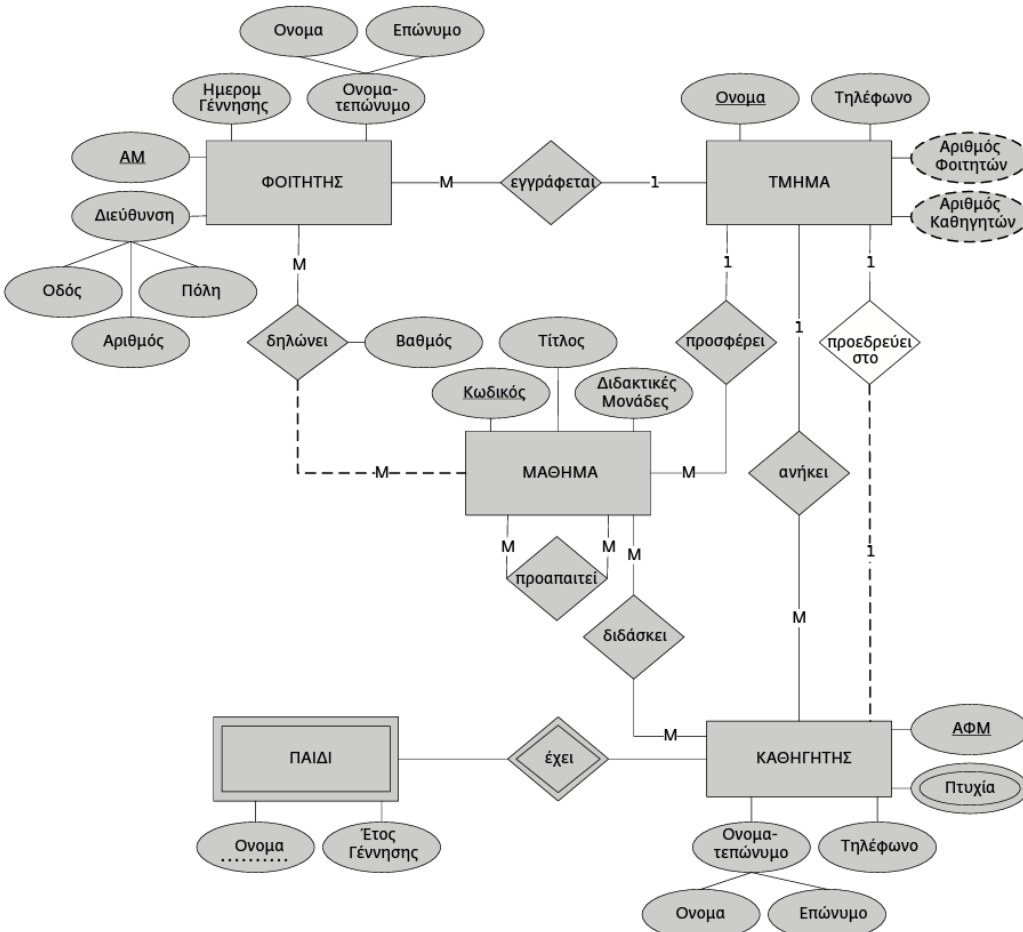 Ονομα
Επώνυμο
Ημερομ
Γέννησης
Ονομα-
τεπώνυμο
Ονομα
Τηλέφωνο
ΑΜ
Αριθμός
Φοιτητών
ΦΟΙΤΗΤΗΣ
Μ
εγγράφεται
1
ΤΜΗΜΑ
Διεύθυνση
Αριθμός
Καθηγητών
Μ
1
1
Οδός
Πόλη
Αριθμός
δηλώνει
Βαθμός
Τίτλος
προσφέρει
1
προεδρεύει
στο
Κωδικός
Διδακτικές
Μονάδες
Μ
ΜΑΘΗΜΑ
Μ
ανήκει
Μ
Μ
Μ
1
προαπαιτεί
Μ
διδάσκει
Μ
ΠΑΙΔΙ
έχει
ΚΑΘΗΓΗΤΗΣ
ΑΦΜ
Πτυχία
Ονομα
Έτος
Γέννησης
Ονομα-
τεπώνυμο
Τηλέφωνο
Ονομα
Επώνυμο